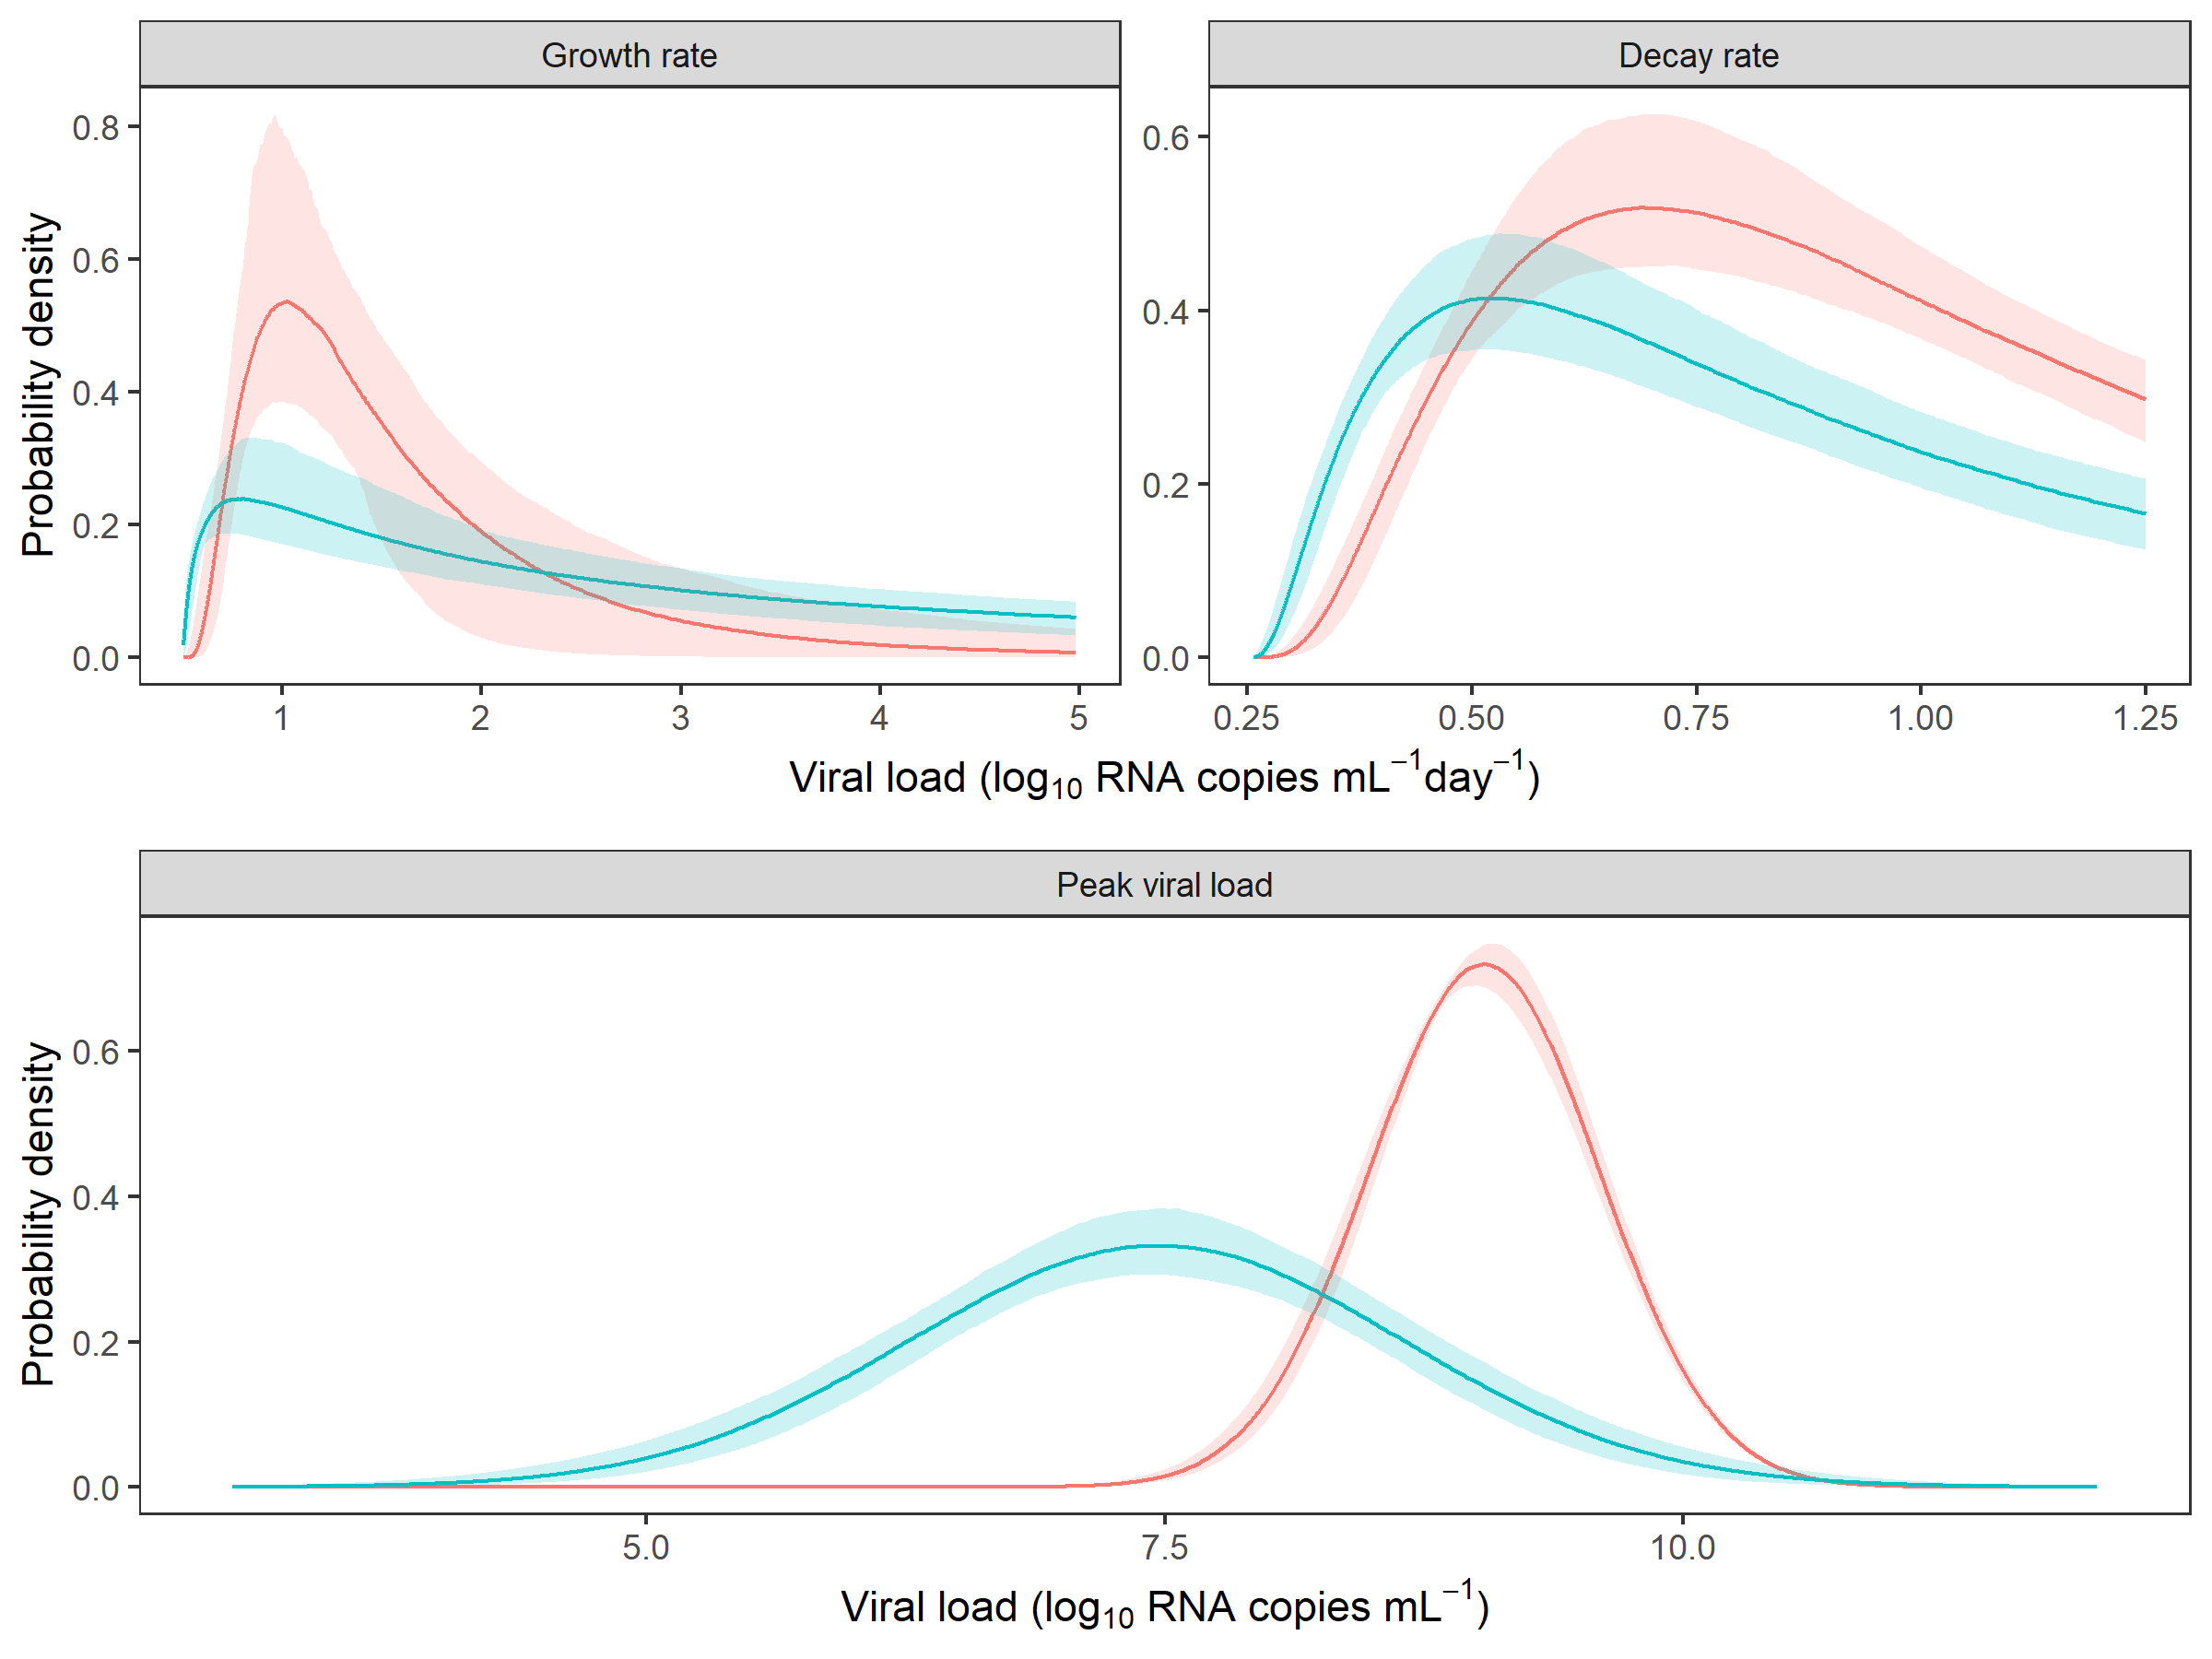 Growth rate
Decay rate
Probability density
0.8
0.6
0.4
0.2
0.0
0.6
0.4
0.2
0.0
1 2 3 4 5
0.25 0.50 0.75 1.00 1.25
Viral load (log₁₀ RNA copies mL⁻¹day⁻¹)
Peak viral load
Probability density
0.6
0.4
0.2
0.0
5.0 7.5 10.0
Viral load (log₁₀ RNA copies mL⁻¹)